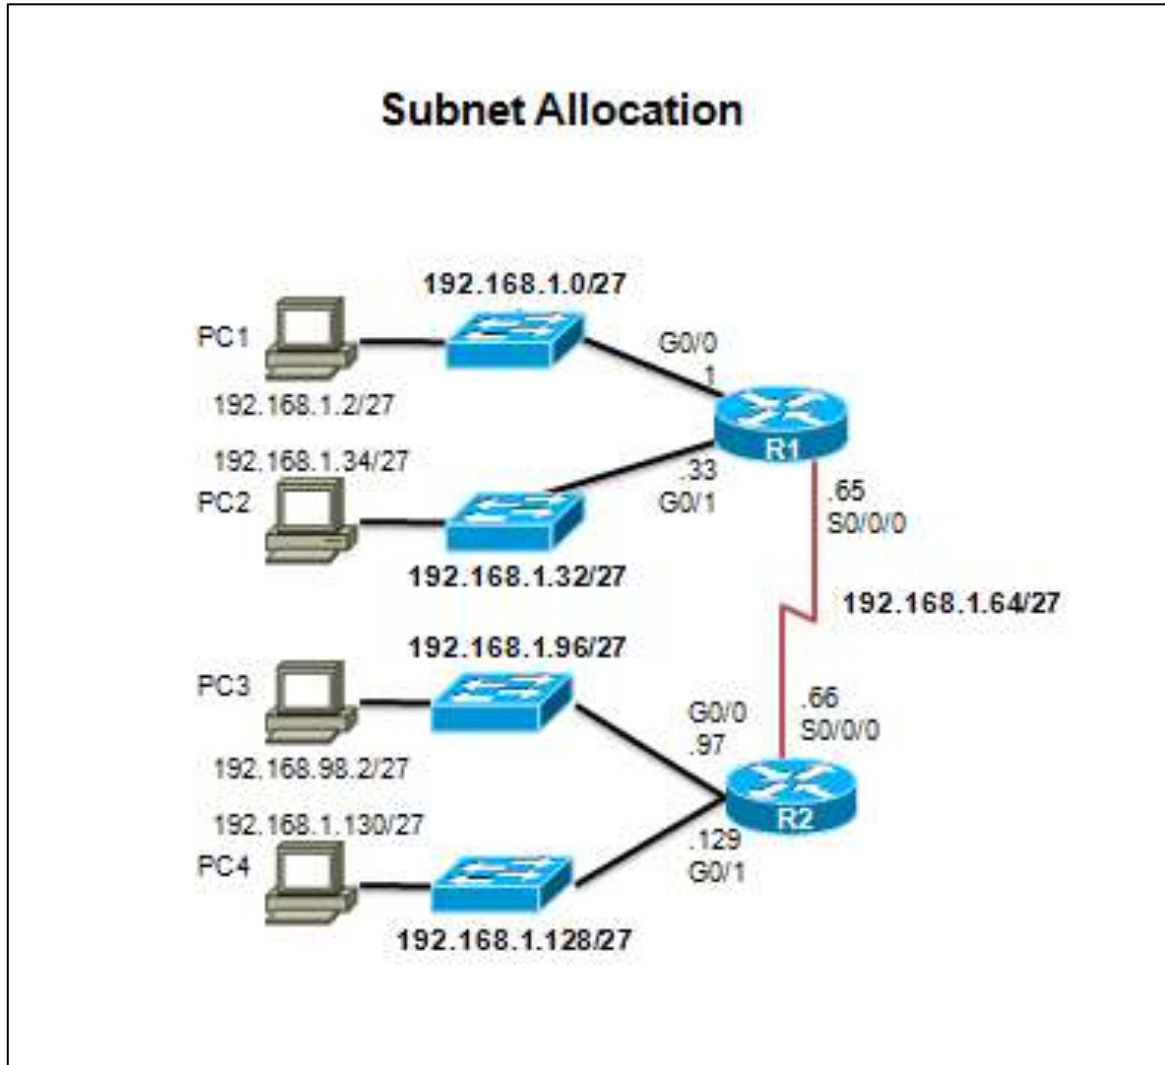 Subnet Allocation
192.168.1.0/27
PC1
G0/0
1
192.168.1.2/27
R1
192.168.1.34/27
.33
G0/1
PC2
.65
S0/0/0
192.168.1.32/27
192.168.1.64/27
192.168.1.96/27
PC3
G0/0
.97
.66
S0/0/0
192.168.98.2/27
R2
192.168.1.130/27
.129
G0/1
PC4
192.168.1.128/27